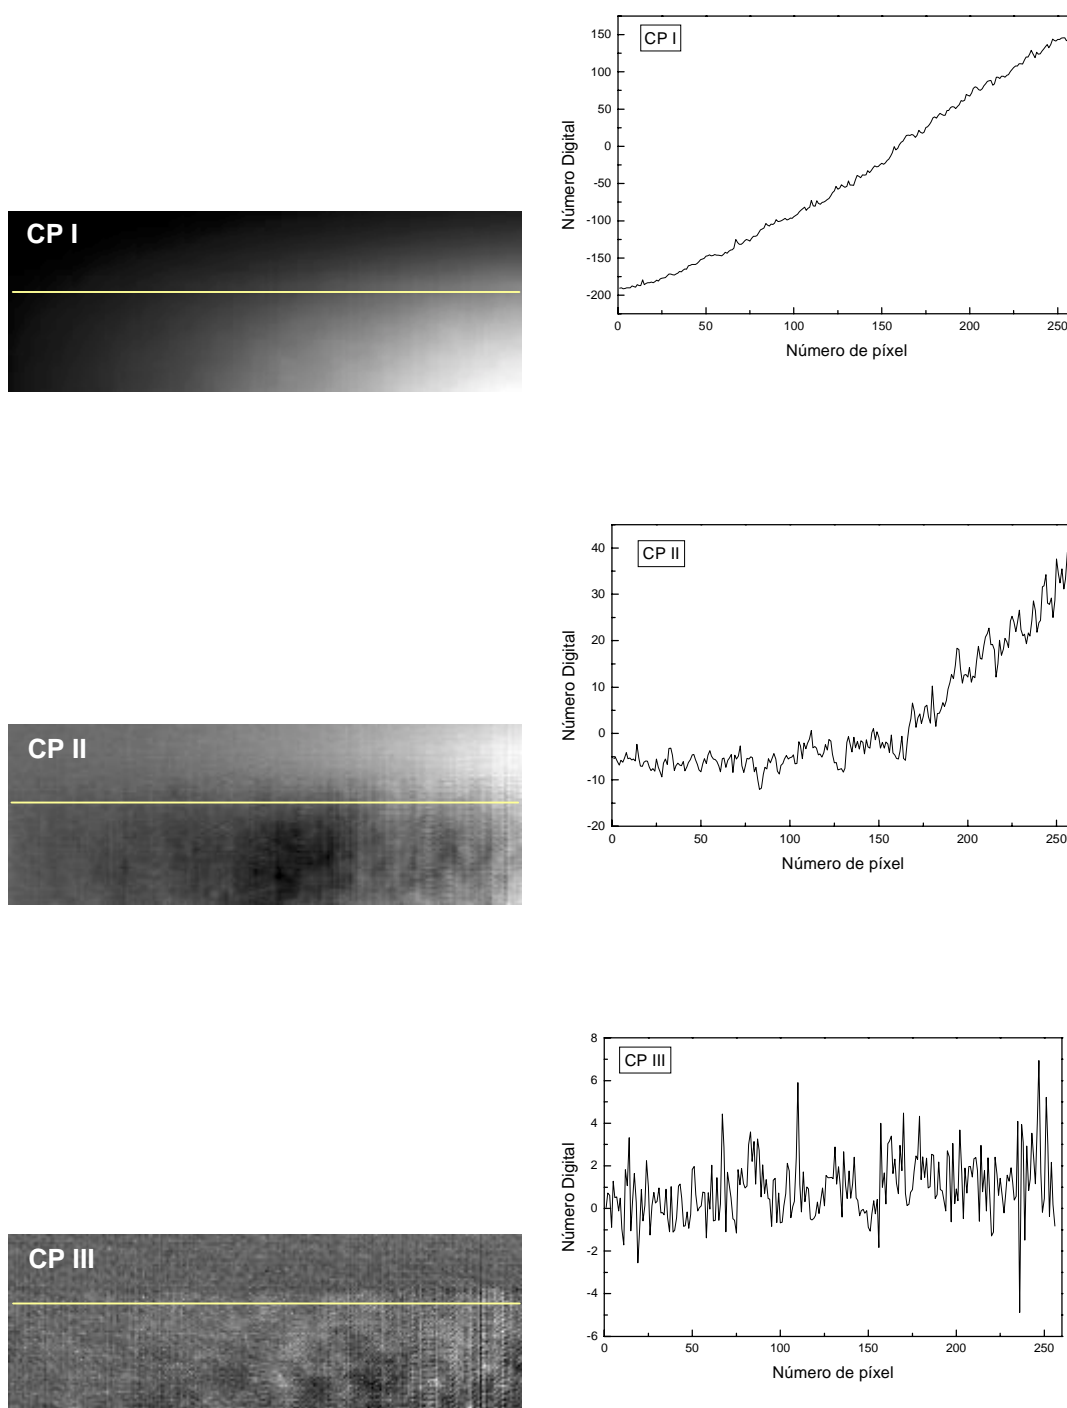 CP I
CP I
150
100
50
0
-50
-100
-150
-200
0 50 100 150 200 250
Número Digital
Número de píxel
CP II
CP II
40
30
20
10
0
-10
-20
0 50 100 150 200 250
Número Digital
Número de píxel
CP III
CP III
8
6
4
2
0
-2
-4
-6
0 50 100 150 200 250
Número Digital
Número de píxel